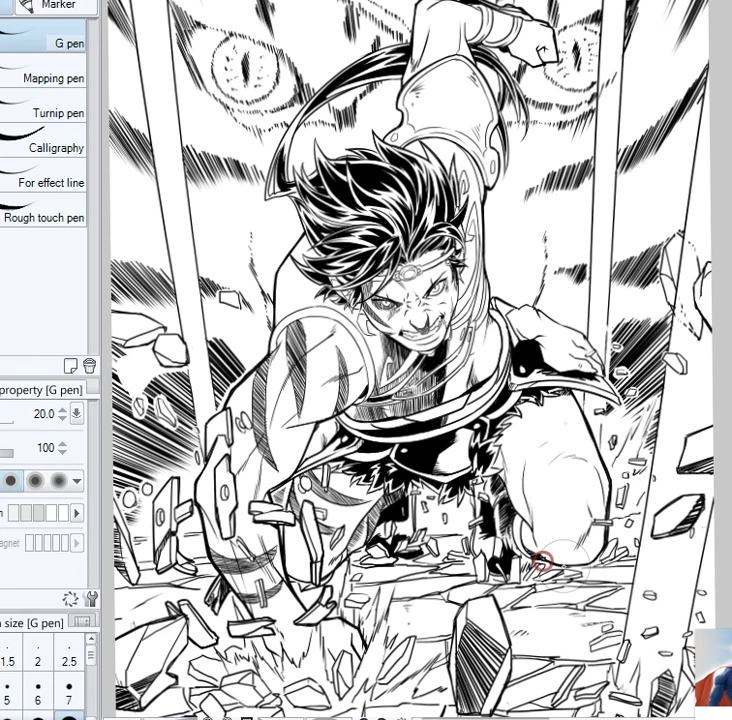 Marker
G pen
Mapping pen
Turnip pen
Calligraphy
For effect line
Rough touch pen
property [G pen]
20.0
100
size [G pen]
1.5 2 2.5
5 6 7